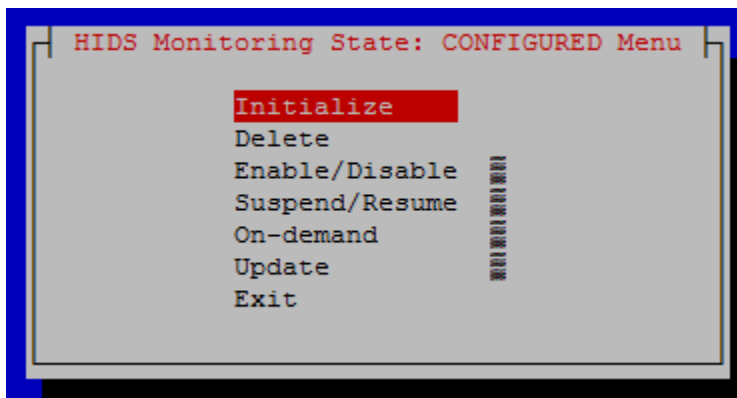 HIDS Monitoring State: CONFIGURED Menu
Initialize
Delete
Enable/Disable
Suspend/Resume
On-demand
Update
Exit